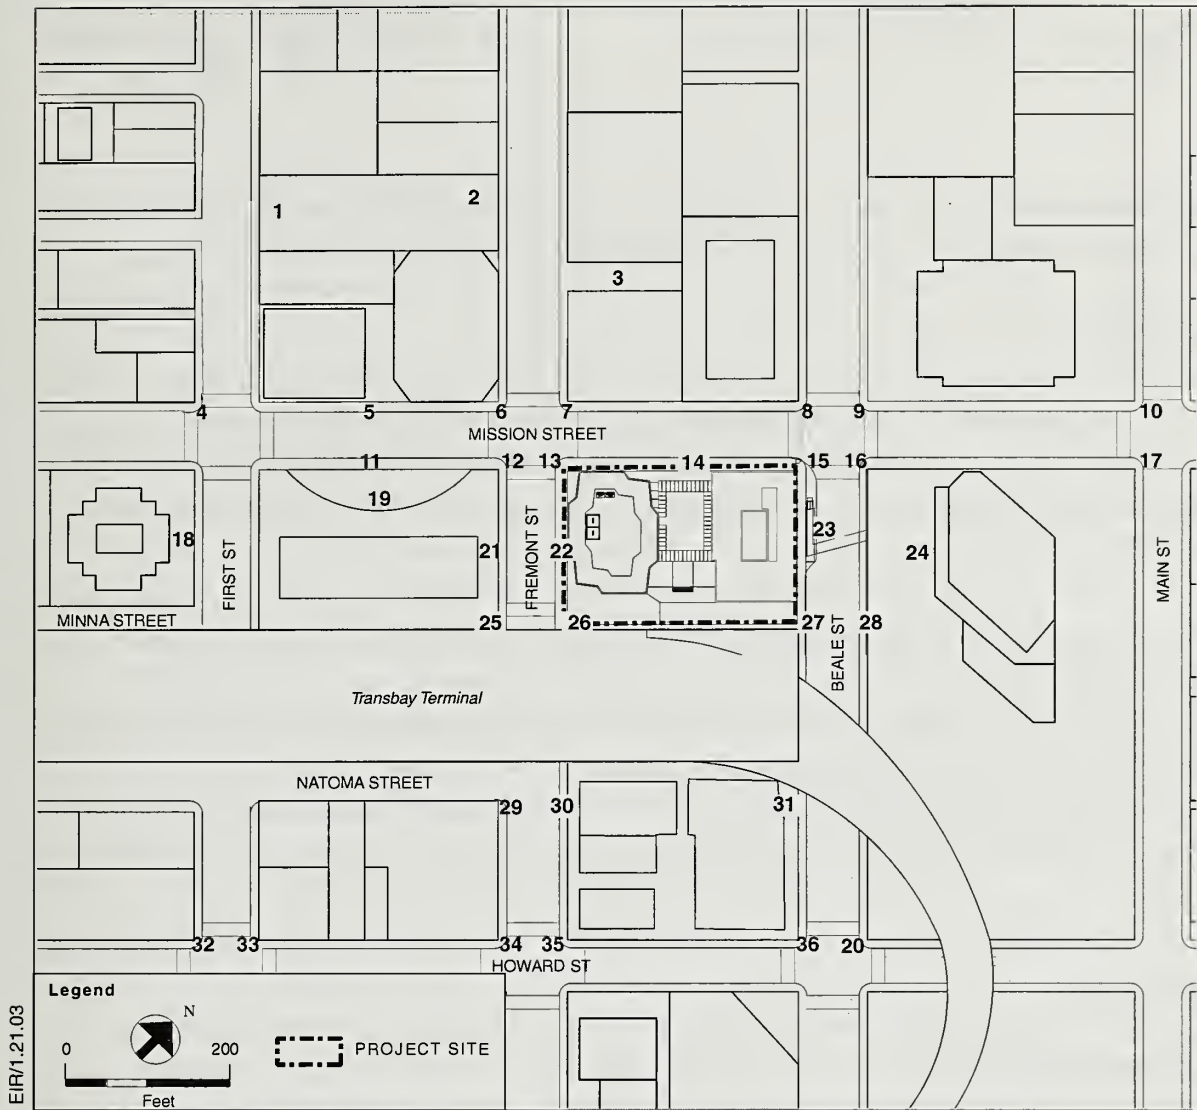 1
2
3
4 5 6 7 8 9 10
MISSION STREET
11 12 13 14 15 16 17
19
18 21 22 23 24
FIRST ST
FREMONT ST
MAIN ST
MINNA STREET
25 26 27 28
BEALE ST
Transbay Terminal
NATOMA STREET
29 30 31
32 33 34 35 36 20
HOWARD ST
Legend
N
0 200
Feet
PROJECT SITE
EIR/1.21.03